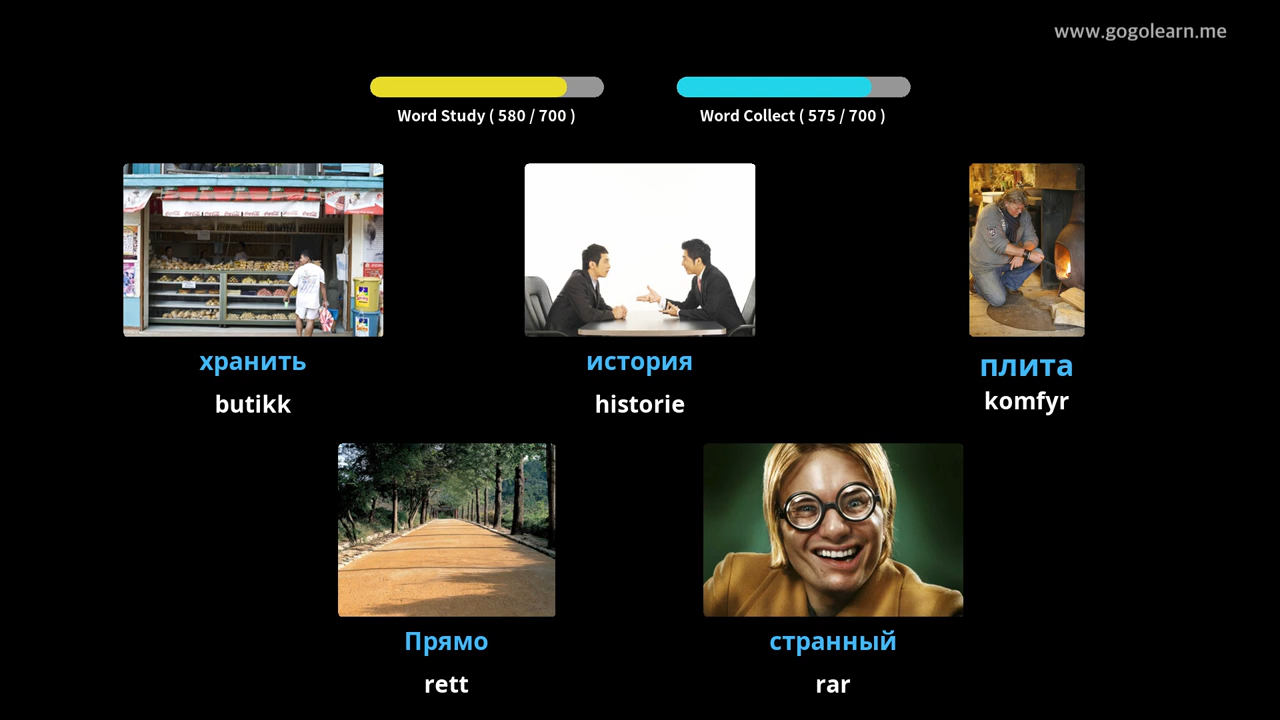 www.gogolearn.me
Word Study ( 580 / 700 )
Word Collect ( 575 / 700 )
хранить
butikk
история
historie
плита
komfyr
Прямо
rett
странный
rar